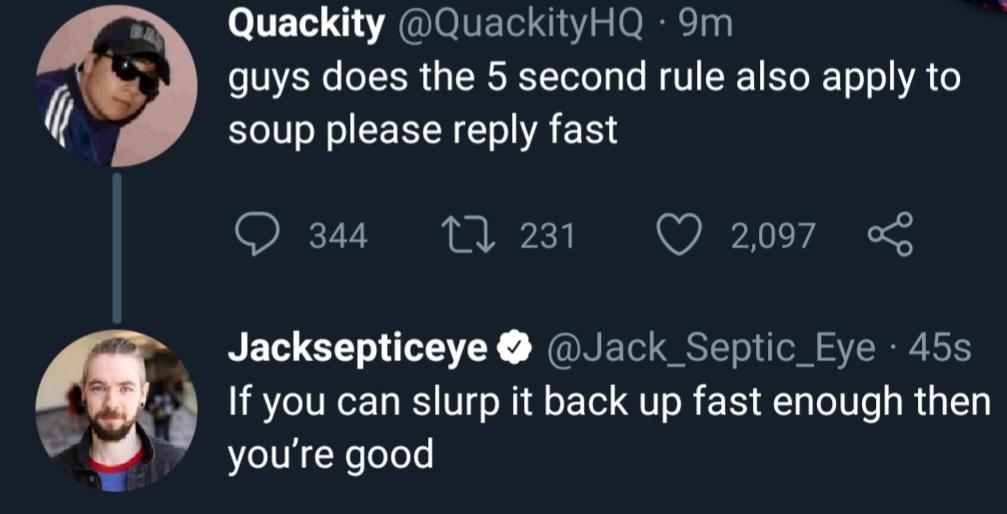 Quackity @QuackityHQ · 9m
guys does the 5 second rule also apply to
soup please reply fast
344 231 2,097
Jacksepticeye @Jack_Septic_Eye · 45s
If you can slurp it back up fast enough then
you’re good